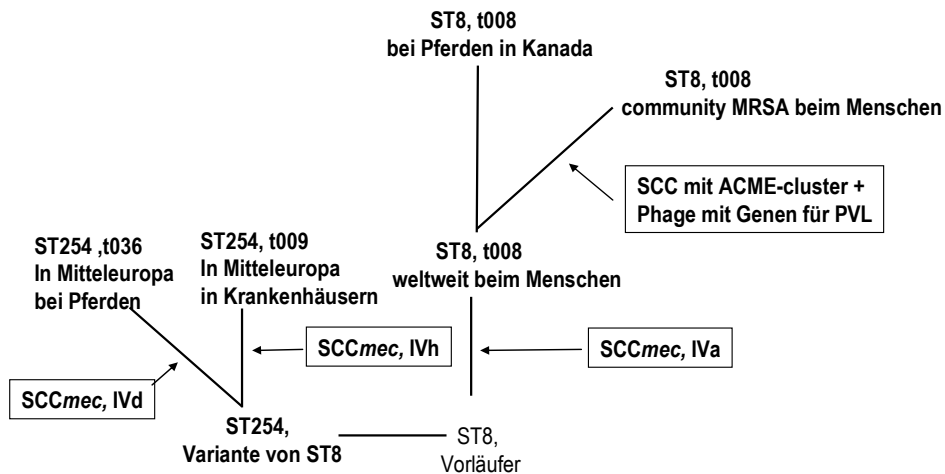 ST8, t008
bei Pferden in Kanada
ST8, t008
community MRSA beim Menschen
SCC mit ACME-cluster +
Phage mit Genen für PVL
ST254 ,t036
In Mitteleuropa
bei Pferden
ST254, t009
In Mitteleuropa
in Krankenhäusern
ST8, t008
weltweit beim Menschen
SCCmec, IVh
SCCmec, IVa
SCCmec, IVd
ST254,
Variante von ST8
ST8,
Vorläufer